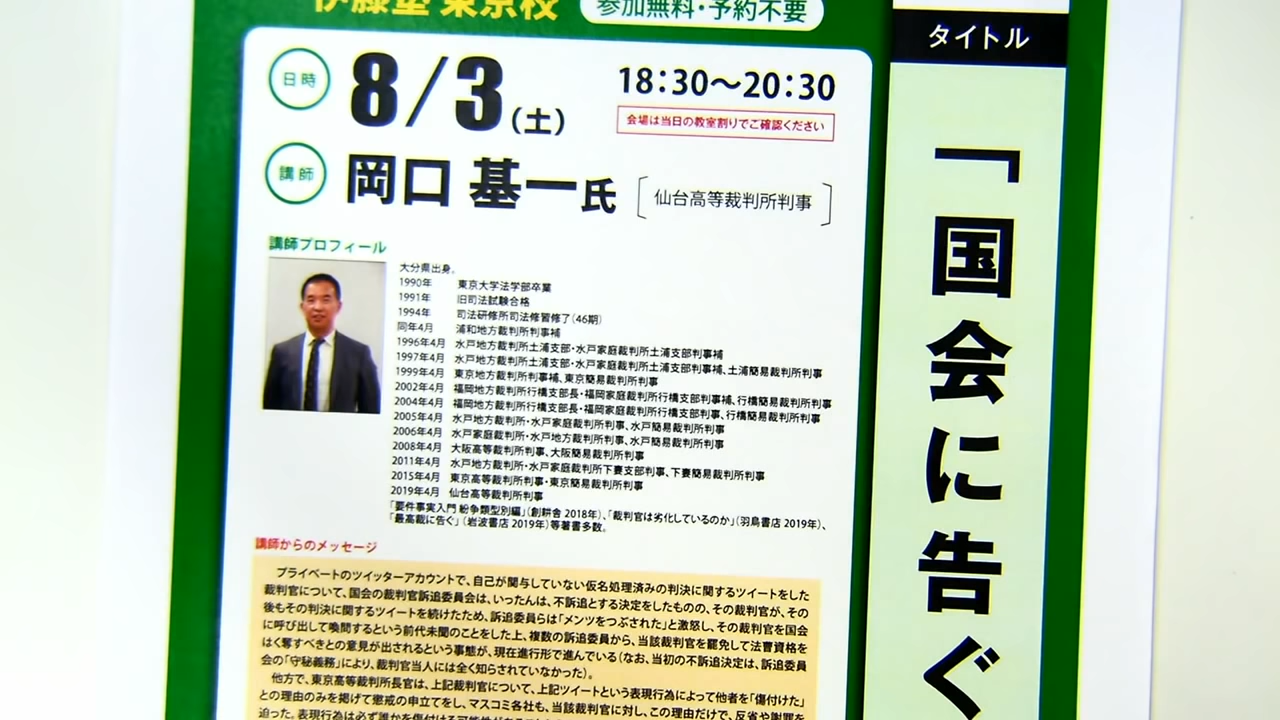 伊藤塾 東京校
参加無料・予約不要
日時
8/3(土)
18:30～20:30
会場は当日の教室割りでご確認ください
講師
岡口 基一氏
仙台高等裁判所判事
講師プロフィール
大分県出身。
1990年 東京大学法学部卒業
1991年 旧司法試験合格
1994年 司法研修所司法修習修了(46期)
同年4月 浦和地方裁判所判事補
1996年4月 水戸地方裁判所土浦支部・水戸家庭裁判所土浦支部判事補
1997年4月 水戸地方裁判所土浦支部・水戸家庭裁判所土浦支部判事補、土浦簡易裁判所判事
1999年4月 東京地方裁判所判事補、東京簡易裁判所判事
2002年4月 福岡地方裁判所行橋支部長・福岡家庭裁判所行橋支部判事補、行橋簡易裁判所判事
2004年4月 福岡地方裁判所行橋支部長・福岡家庭裁判所行橋支部判事、行橋簡易裁判所判事
2005年4月 水戸地方裁判所・水戸家庭裁判所判事、水戸簡易裁判所判事
2006年4月 水戸家庭裁判所・水戸地方裁判所判事、水戸簡易裁判所判事
2008年4月 大阪高等裁判所判事、大阪簡易裁判所判事
2011年4月 水戸地方裁判所・水戸家庭裁判所下妻支部判事、下妻簡易裁判所判事
2015年4月 東京高等裁判所判事・東京簡易裁判所判事
2019年4月 仙台高等裁判所判事
「要件事実入門 紛争類型別編」(創耕舎 2018年)、「裁判官は劣化しているのか」(羽鳥書店 2019年)、
「最高裁に告ぐ」(岩波書店 2019年)等著書多数。
講師からのメッセージ
プライベートのツイッターアカウントで、自己が関与していない仮名処理済みの判決に関するツイートをした
裁判官について、国会の裁判官訴追委員会は、いったんは、不訴追とする決定をしたものの、その裁判官が、その
後もその判決に関するツイートを続けたため、訴追委員らは「メンツをつぶされた」と激怒し、その裁判官を国会
に呼び出して喚問するという前代未聞のことをした上、複数の訴追委員から、当該裁判官を罷免して法曹資格を
はく奪すべきとの意見が出されるという事態が、現在進行形で進んでいる(なお、当初の不訴追決定は、訴追委員
会の「守秘義務」により、裁判官当人には全く知らされていなかった)。
他方で、東京高等裁判所長官は、上記裁判官について、上記ツイートという表現行為によって他者を「傷付けた」
との理由のみを掲げて懲戒の申立てをし、マスコミ各社も、当該裁判官に対し、この理由だけで、反省や謝罪を
迫った。表現行為は必ず誰かを傷付ける可能性が
タイトル
「国会に告ぐ